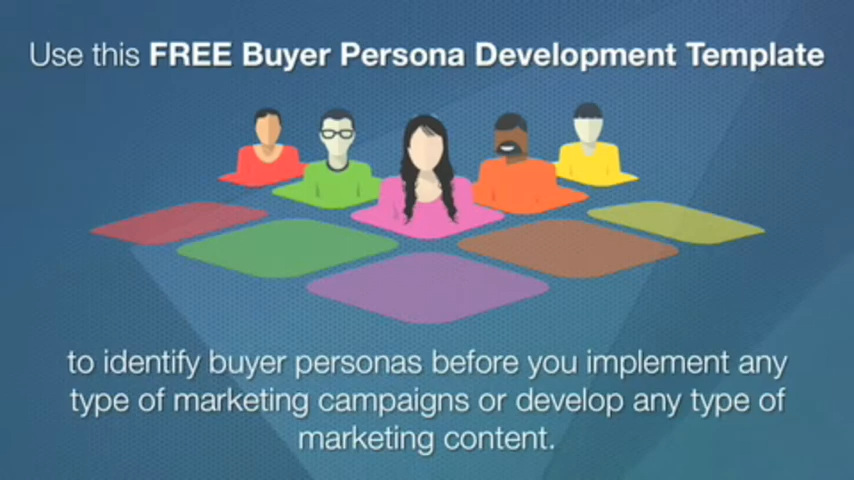 Use this FREE Buyer Persona Development Template
to identify buyer personas before you implement any
type of marketing campaigns or develop any type of
marketing content.